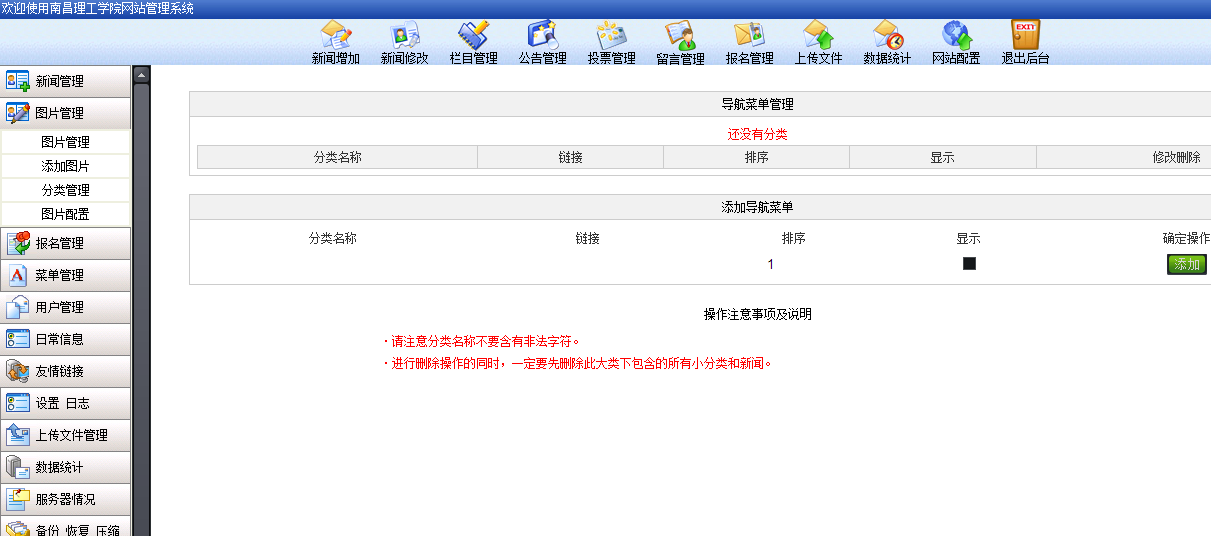 欢迎使用南昌理工学院网站管理系统
EXIT
新闻增加 新闻修改 栏目管理 公告管理 投票管理 留言管理 报名管理 上传文件 数据统计 网站配置 退出后台
新闻管理
图片管理
图片管理
添加图片
分类管理
图片配置
报名管理
菜单管理
用户管理
日常信息
友情链接
设置 日志
上传文件管理
数据统计
服务器情况
备份 恢复 压缩
导航菜单管理
还没有分类
分类名称 链接 排序 显示 修改删除
添加导航菜单
分类名称 链接 排序 显示 确定操作
1 添加
操作注意事项及说明
·请注意分类名称不要含有非法字符。
·进行删除操作的同时，一定要先删除此大类下包含的所有小分类和新闻。